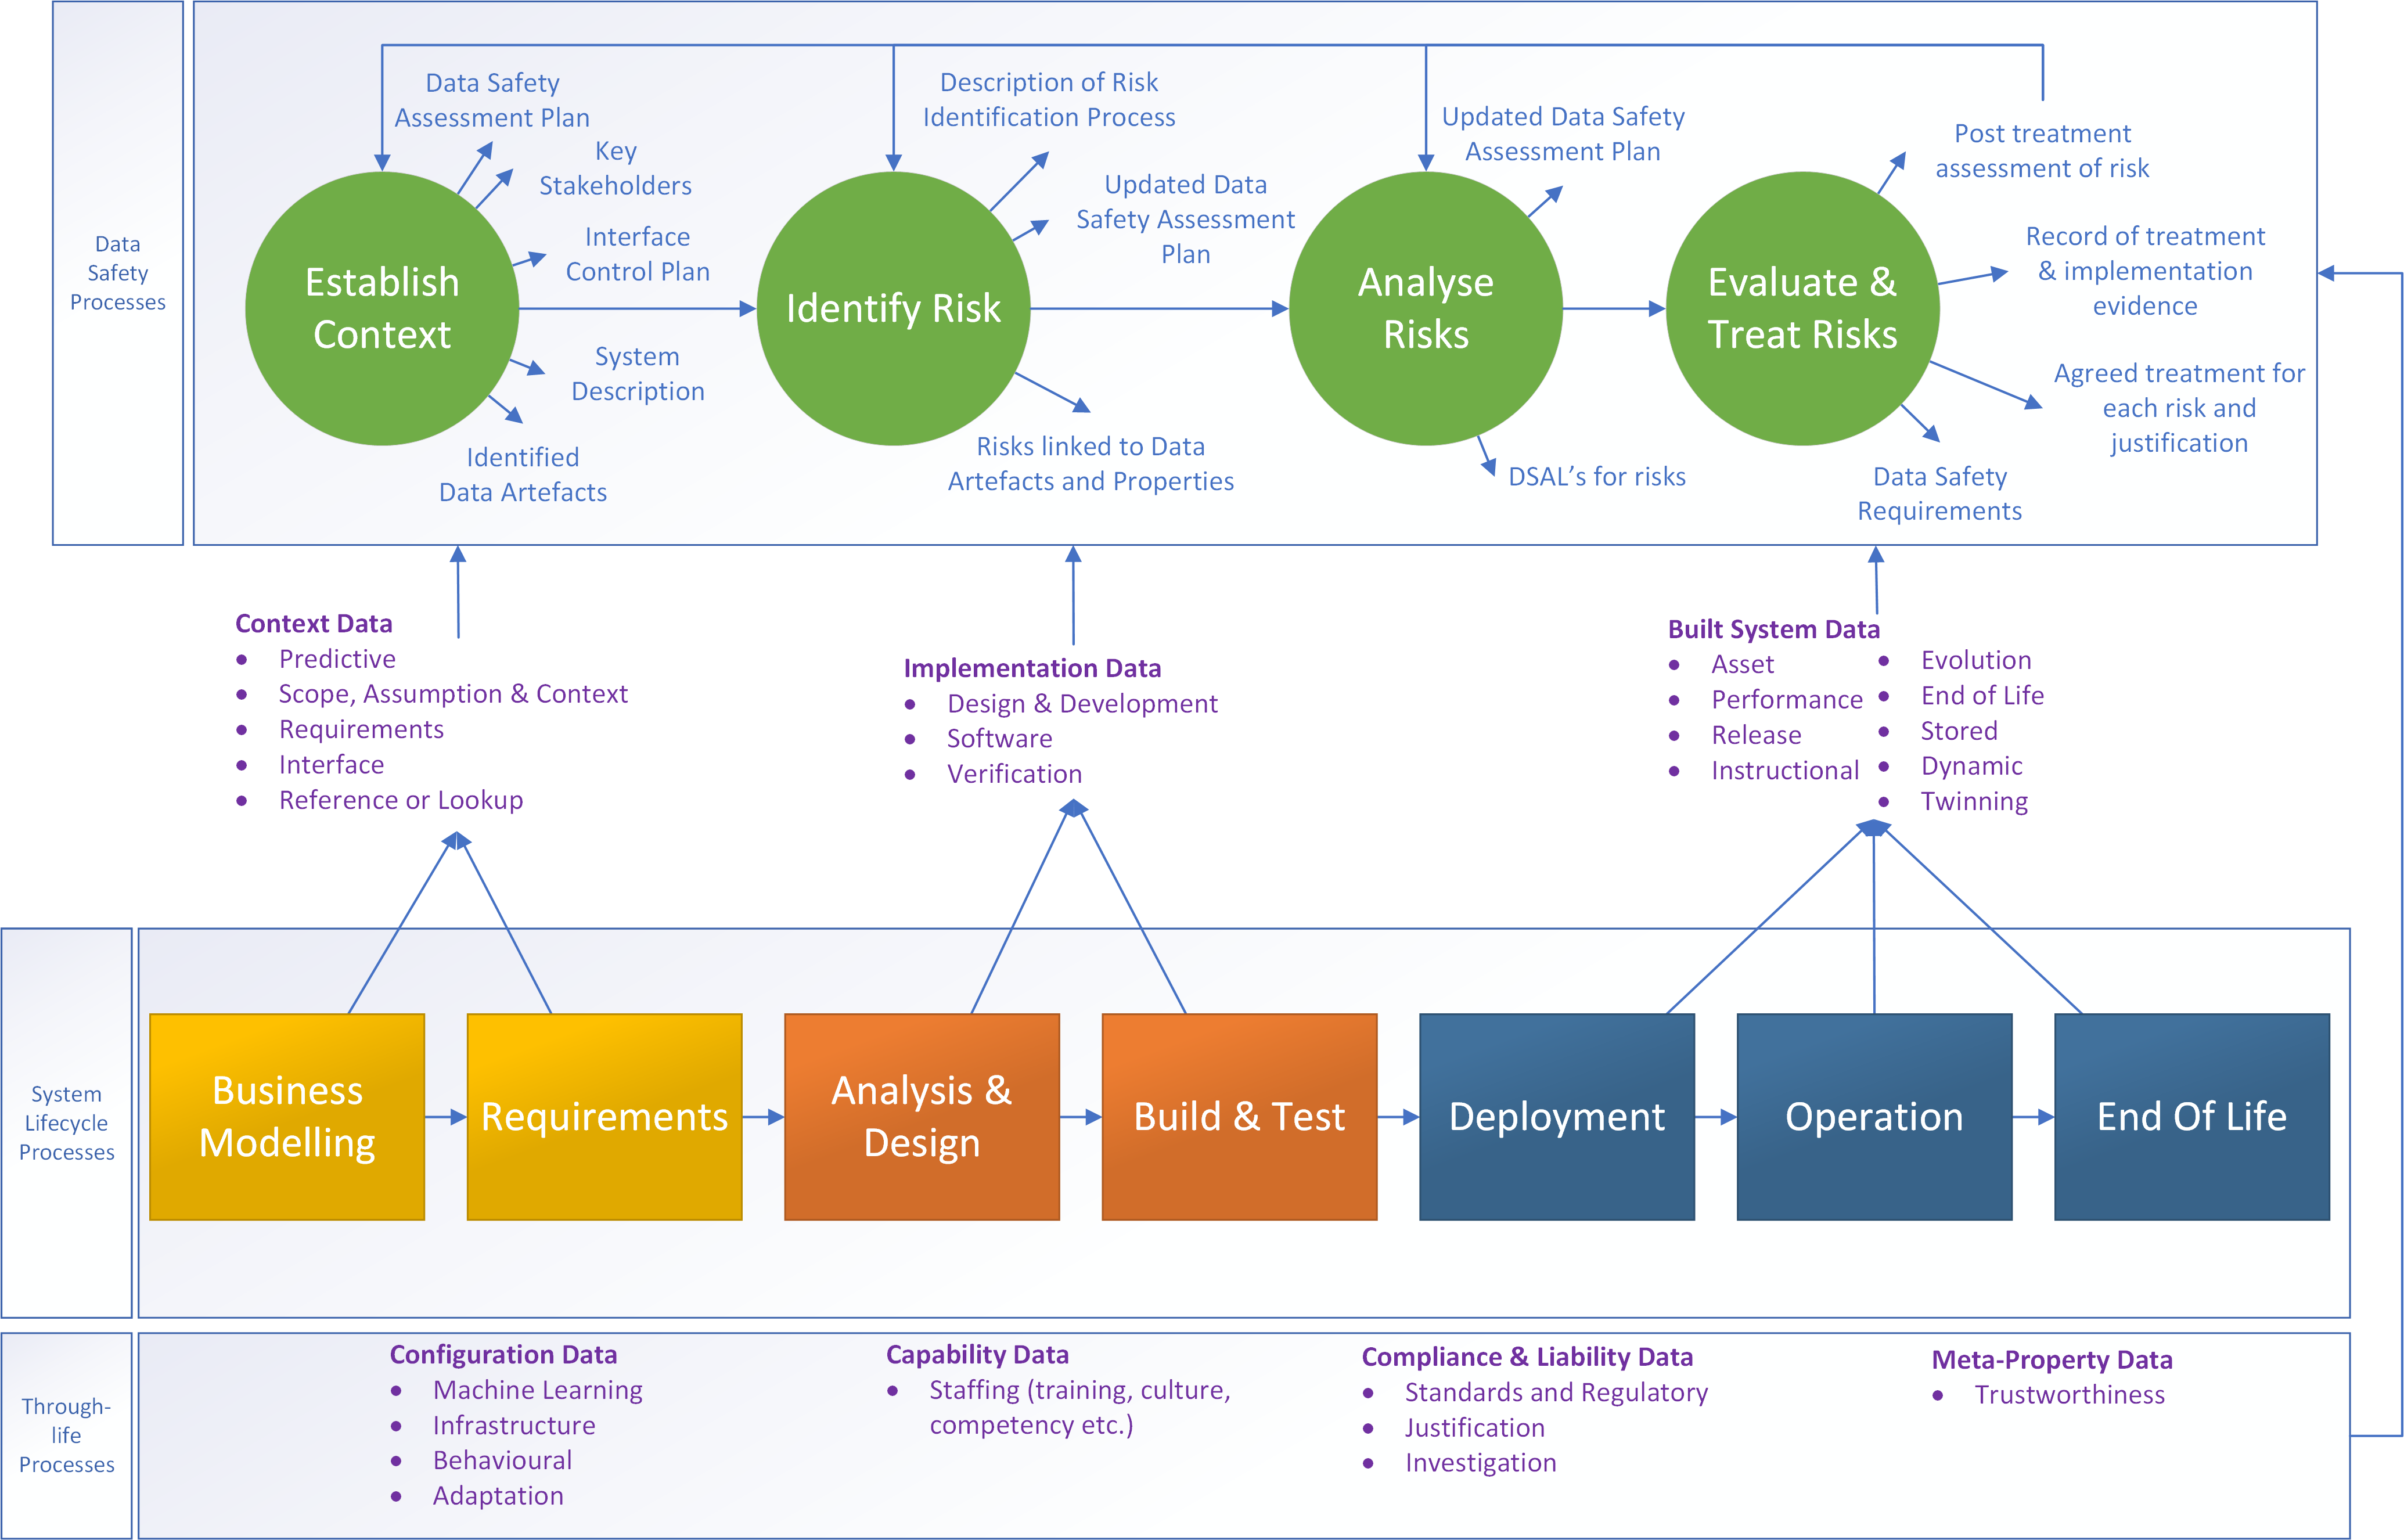 Data
Safety
Processes
Data Safety
Assessment Plan
Key
Stakeholders
Interface
Control Plan
Establish
Context
System
Description
Identified
Data Artefacts
Description of Risk
Identification Process
Updated Data
Safety Assessment
Plan
Identify Risk
Risks linked to Data
Artefacts and Properties
Updated Data Safety
Assessment Plan
Analyse
Risks
DSAL’s for risks
Post treatment
assessment of risk
Record of treatment
& implementation
evidence
Evaluate &
Treat Risks
Agreed treatment for
each risk and
justification
Data Safety
Requirements
Context Data
• Predictive
• Scope, Assumption & Context
• Requirements
• Interface
• Reference or Lookup
Implementation Data
• Design & Development
• Software
• Verification
Built System Data
• Asset
• Performance
• Release
• Instructional
• Evolution
• End of Life
• Stored
• Dynamic
• Twinning
System
Lifecycle
Processes
Business
Modelling
Requirements
Analysis &
Design
Build & Test
Deployment
Operation
End Of Life
Through-
life
Processes
Configuration Data
• Machine Learning
• Infrastructure
• Behavioural
• Adaptation
Capability Data
• Staffing (training, culture,
competency etc.)
Compliance & Liability Data
• Standards and Regulatory
• Justification
• Investigation
Meta-Property Data
• Trustworthiness